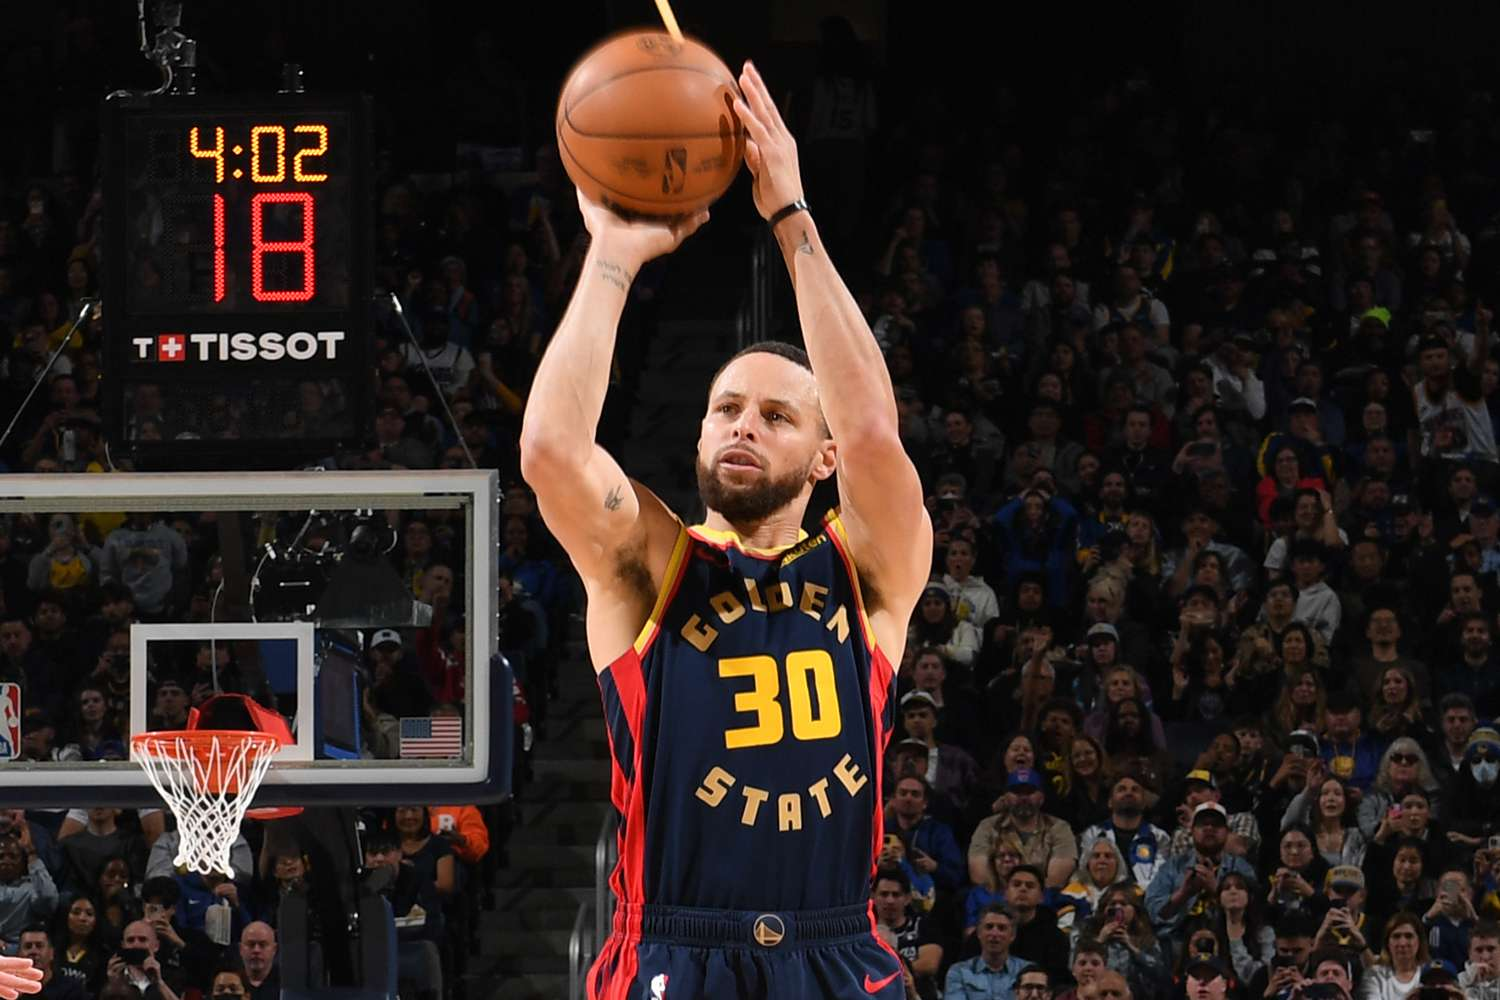 4:02
18
T+ TISSOT
GOLDEN
30
STATE